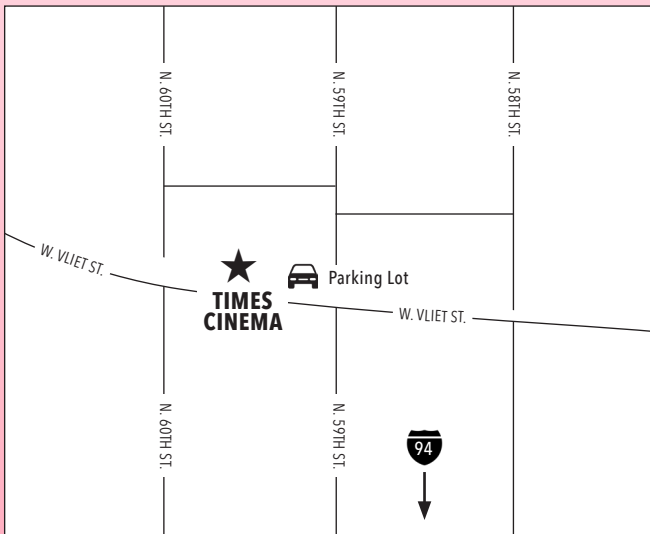 N. 60TH ST.
N. 59TH ST.
N. 58TH ST.
W. VLIET ST.
Parking Lot
TIMES
CINEMA
W. VLIET ST.
N. 60TH ST.
N. 59TH ST.
94